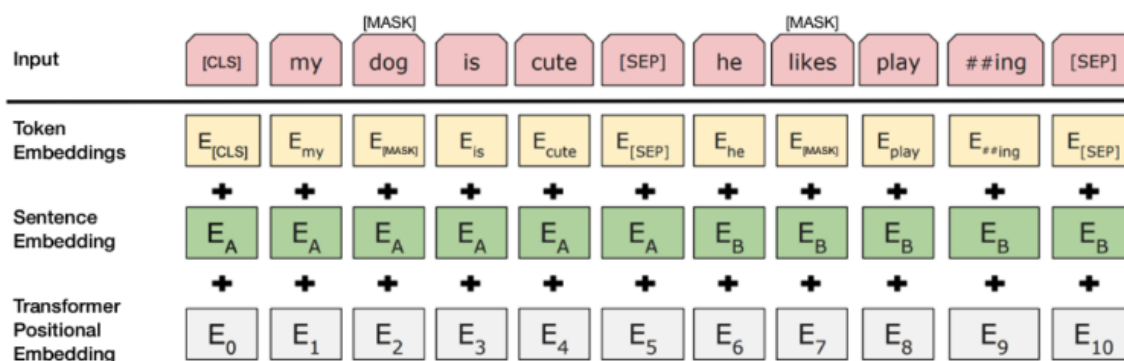 [MASK] [MASK]
Input [CLS] my dog is cute [SEP] he likes play ##ing [SEP]
Token
Embeddings E[CLS] Emy E[MASK] Eis Ecute E[SEP] Ehe E[MASK] Eplay E##ing E[SEP]
+ + + + + + + + + + +
Sentence
Embedding EA EA EA EA EA EA EB EB EB EB EB
+ + + + + + + + + + +
Transformer
Positional
Embedding E0 E1 E2 E3 E4 E5 E6 E7 E8 E9 E10